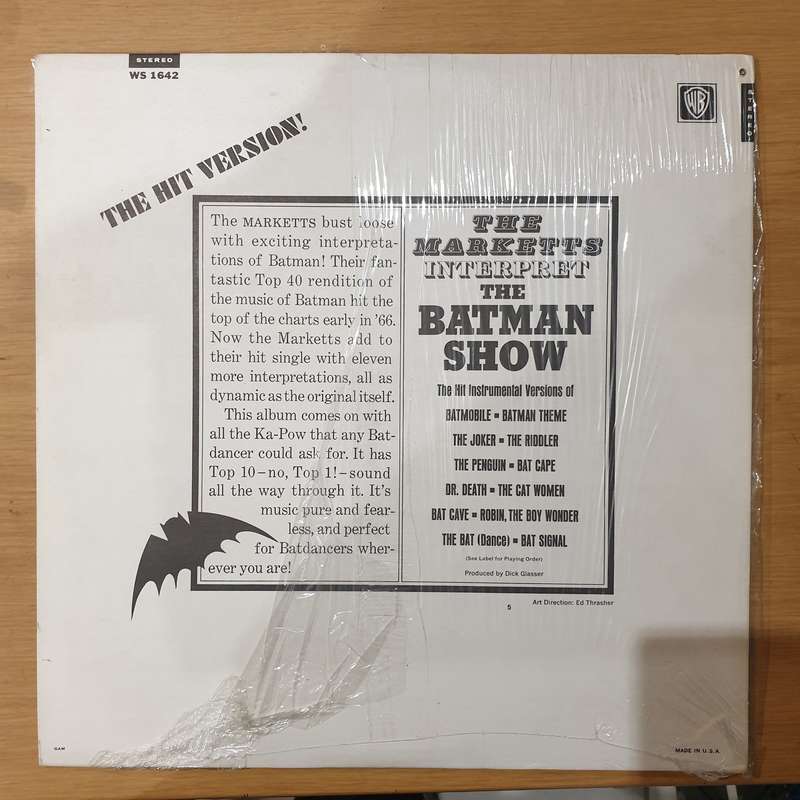 STEREO
WS 1642
WB
STEREO
THE HIT VERSION!
The MARKETTS bust loose
with exciting interpreta-
tions of Batman! Their fan-
tastic Top 40 rendition of
the music of Batman hit the
top of the charts early in '66.
Now the Marketts add to
their hit single with eleven
more interpretations, all as
dynamic as the original itself.
This album comes on with
all the Ka-Pow that any Bat-
dancer could ask for. It has
Top 10–no, Top 1!–sound
all the way through it. It's
music pure and fear-
less, and perfect
for Batdancers wher-
ever you are!
THE
MARKETTS
INTERPRET
THE
BATMAN
SHOW
The Hit Instrumental Versions of
BATMOBILE ▪ BATMAN THEME
THE JOKER ▪ THE RIDDLER
THE PENGUIN ▪ BAT CAPE
DR. DEATH ▪ THE CAT WOMEN
BAT CAVE ▪ ROBIN, THE BOY WONDER
THE BAT (Dance) ▪ BAT SIGNAL
(See Label for Playing Order)
Produced by Dick Glasser
5
Art Direction: Ed Thrasher
GAM
MADE IN U.S.A.